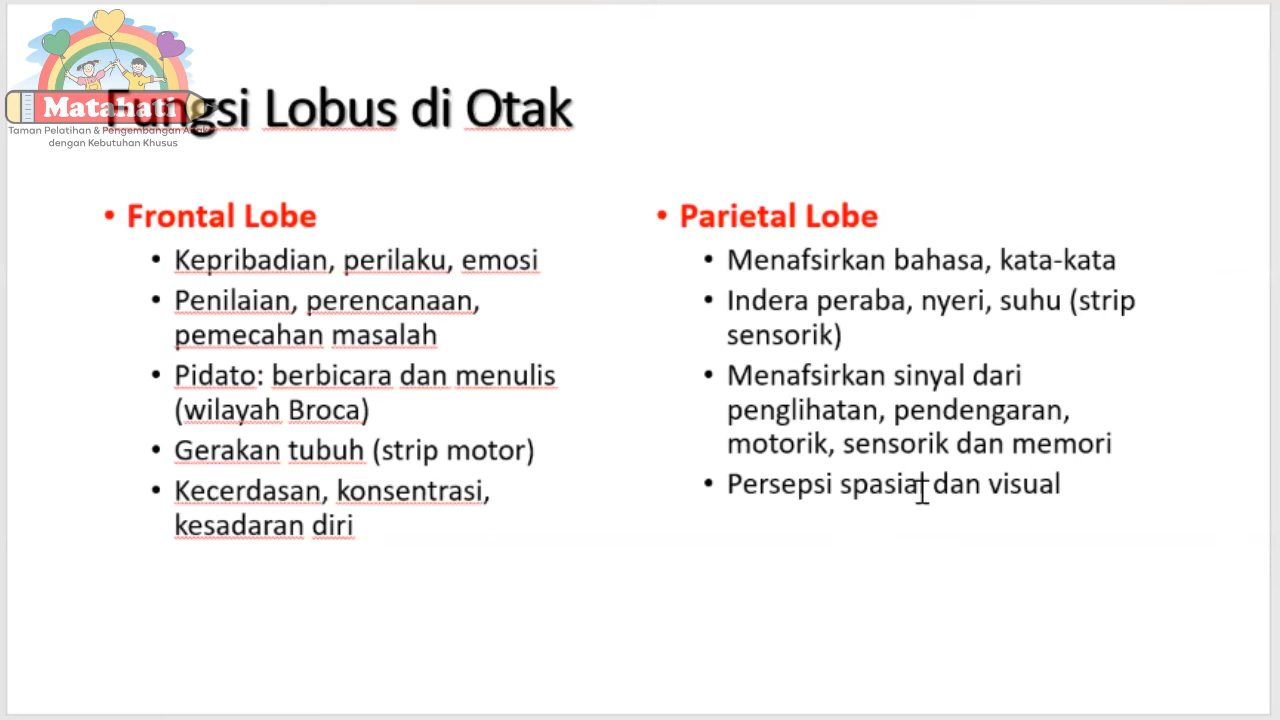 Matahati
Taman Pelatihan & Pengembangan Anak
dengan Kebutuhan Khusus
Fungsi Lobus di Otak
• Frontal Lobe
• Kepribadian, perilaku, emosi
• Penilaian, perencanaan,
pemecahan masalah
• Pidato: berbicara dan menulis
(wilayah Broca)
• Gerakan tubuh (strip motor)
• Kecerdasan, konsentrasi,
kesadaran diri
• Parietal Lobe
• Menafsirkan bahasa, kata-kata
• Indera peraba, nyeri, suhu (strip
sensorik)
• Menafsirkan sinyal dari
penglihatan, pendengaran,
motorik, sensorik dan memori
• Persepsi spasial dan visual